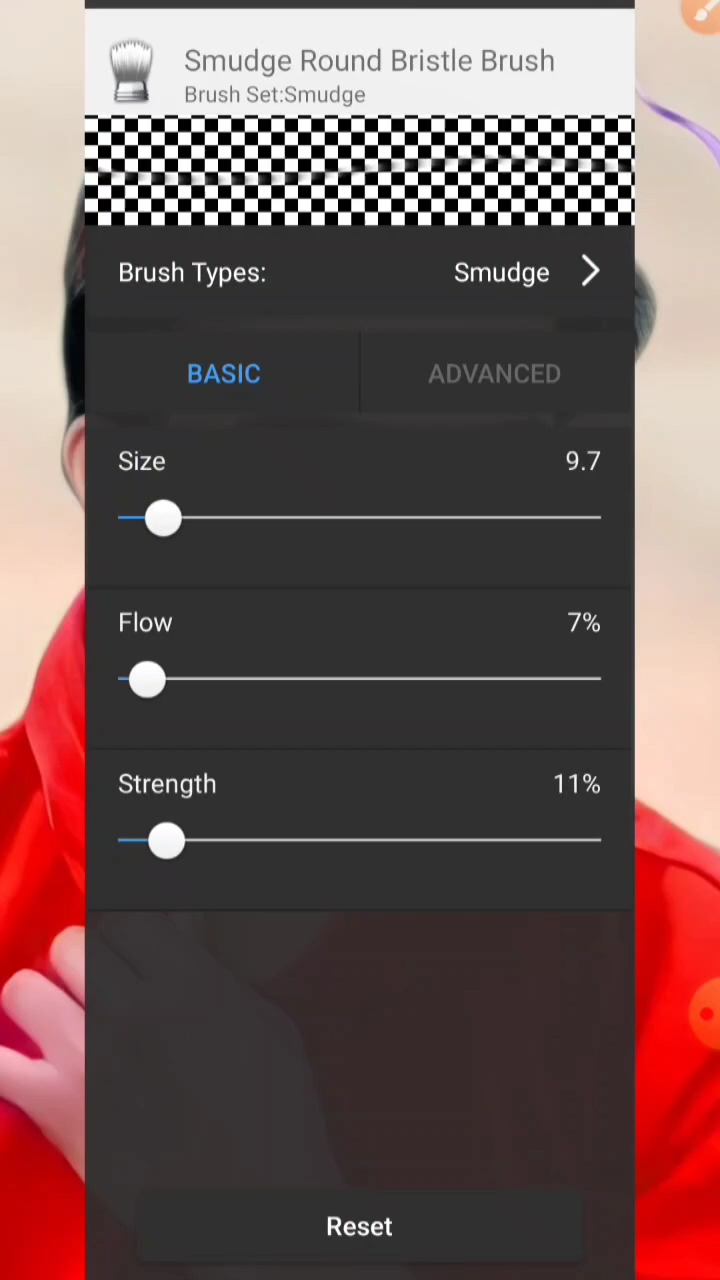 Smudge Round Bristle Brush
Brush Set:Smudge
Brush Types: Smudge
BASIC ADVANCED
Size 9.7
Flow 7%
Strength 11%
Reset